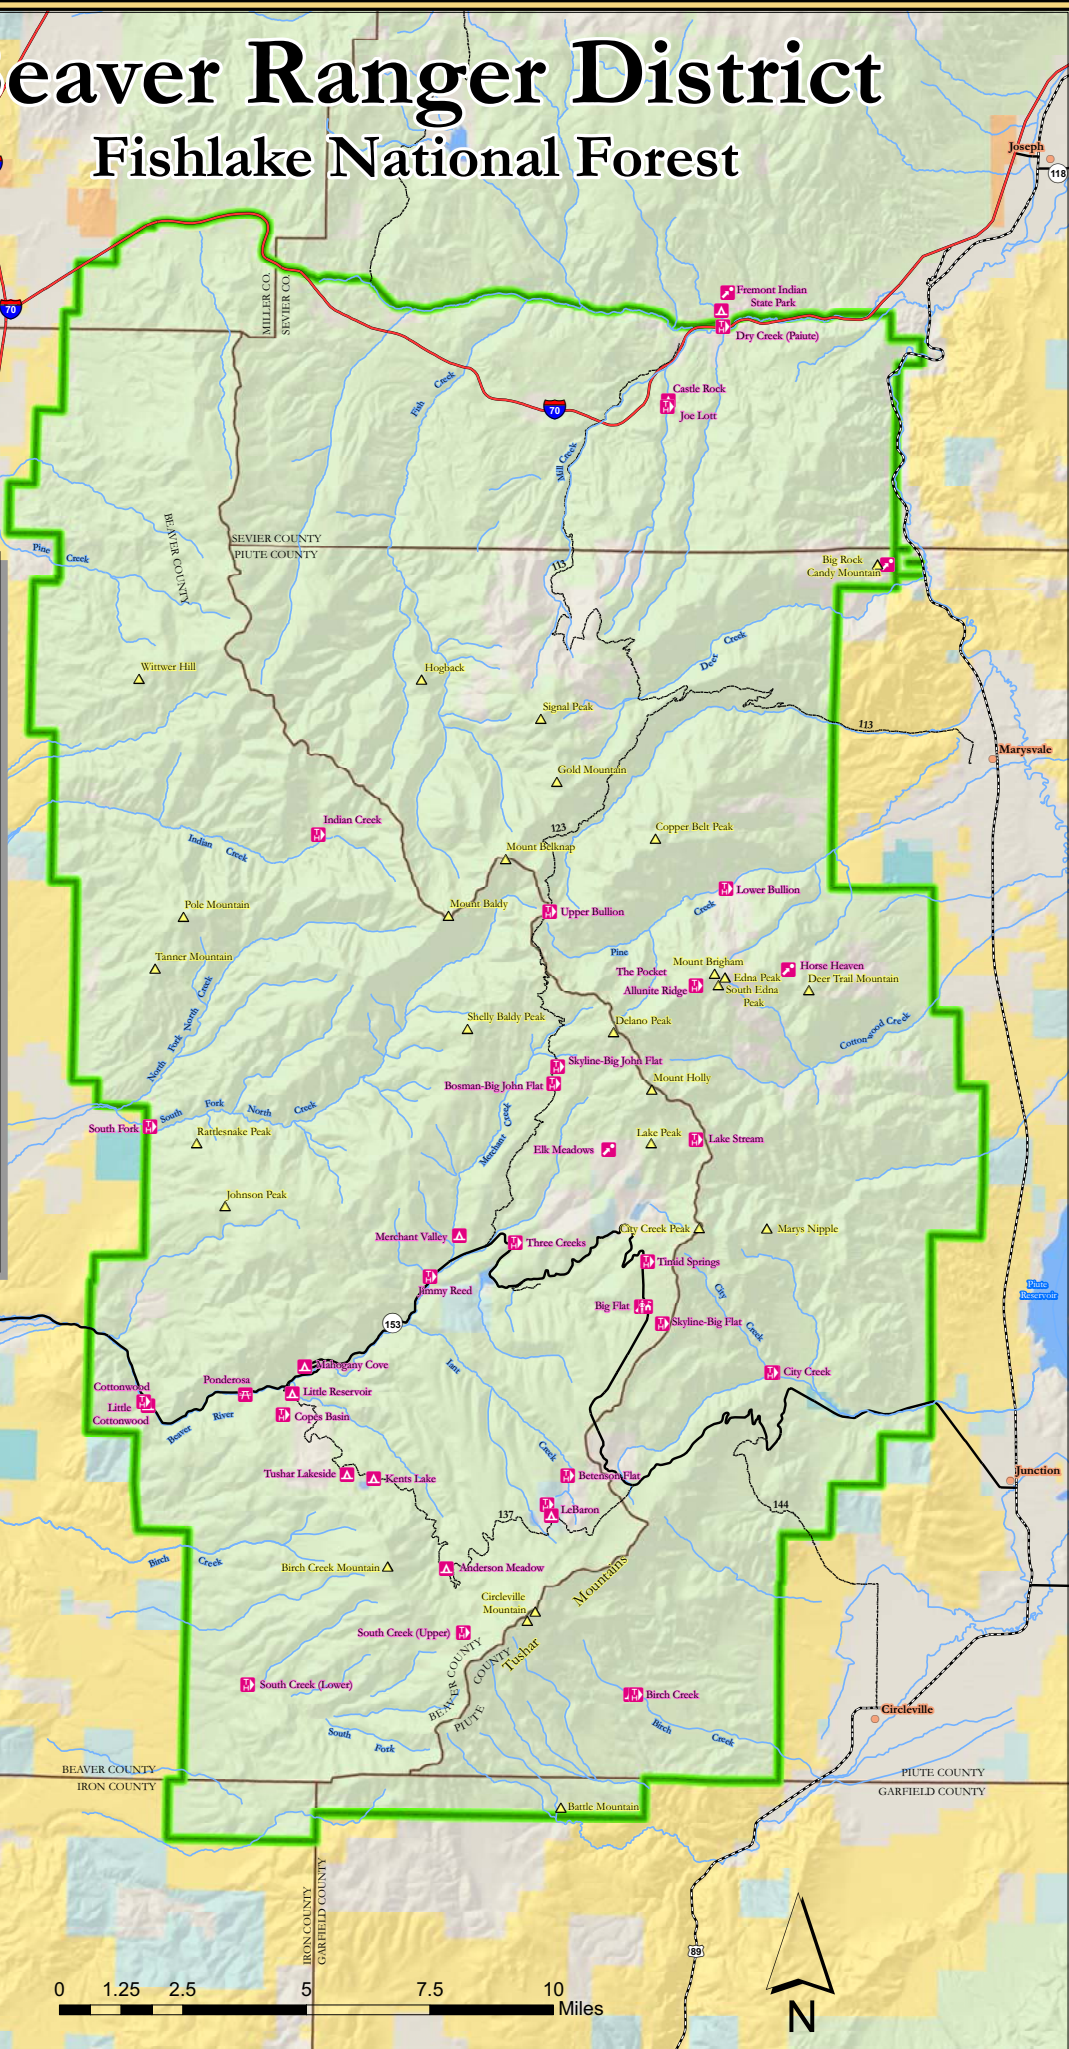 eaver Ranger District
Fishlake National Forest
Joseph
118
70
MILLER CO.
SEVIER CO.
Fremont Indian
State Park
Dry Creek (Paiute)
Fish Creek
Castle Rock
Joe Lott
70
Mill Creek
BEAVER COUNTY
SEVIER COUNTY
PIUTE COUNTY
Pine Creek
113
Big Rock
Candy Mountain
Deer Creek
Wittwer Hill
Hogback
Signal Peak
113
Marysvale
Gold Mountain
Indian Creek
Indian Creek
123
Copper Belt Peak
Mount Belknap
Lower Bullion
Pole Mountain
Mount Baldy
Upper Bullion
Creek
Pine
Tanner Mountain
Mount Brigham
Horse Heaven
The Pocket
Edna Peak
Deer Trail Mountain
Allunite Ridge
South Edna
Peak
North Fork North Creek
Shelly Baldy Peak
Delano Peak
Cottonwood Creek
Skyline-Big John Flat
Bosman-Big John Flat
Mount Holly
South Fork North Creek
South Fork
Rattlesnake Peak
Merchant Creek
Lake Peak
Lake Stream
Elk Meadows
Johnson Peak
Merchant Valley
Three Creeks
City Creek Peak
Marys Nipple
Timid Springs
Jimmy Reed
Piute
Reservoir
Big Flat
City Creek
Skyline-Big Flat
153
Mahogany Cove
Iant Creek
City Creek
Cottonwood
Ponderosa
Little Reservoir
Little
Cottonwood
Copes Basin
Beaver River
Tushar Lakeside
Kents Lake
Betenson Flat
Junction
LeBaron
137
144
Birch Creek
Birch Creek Mountain
Anderson Meadow
Circleville
Mountain
Tushar Mountains
South Creek (Upper)
BEAVER COUNTY
PIUTE COUNTY
South Creek (Lower)
Birch Creek
Birch Creek
Circleville
South Fork
BEAVER COUNTY
IRON COUNTY
PIUTE COUNTY
GARFIELD COUNTY
Battle Mountain
IRON COUNTY
GARFIELD COUNTY
89
0 1.25 2.5 5 7.5 10
Miles
N